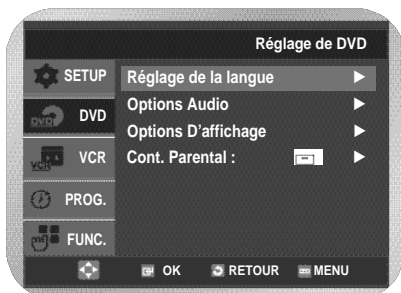 Réglage de DVD
SETUP
Réglage de la langue
DVD
Options Audio
Options D'affichage
VCR
Cont. Parental :
PROG.
FUNC.
OK RETOUR MENU